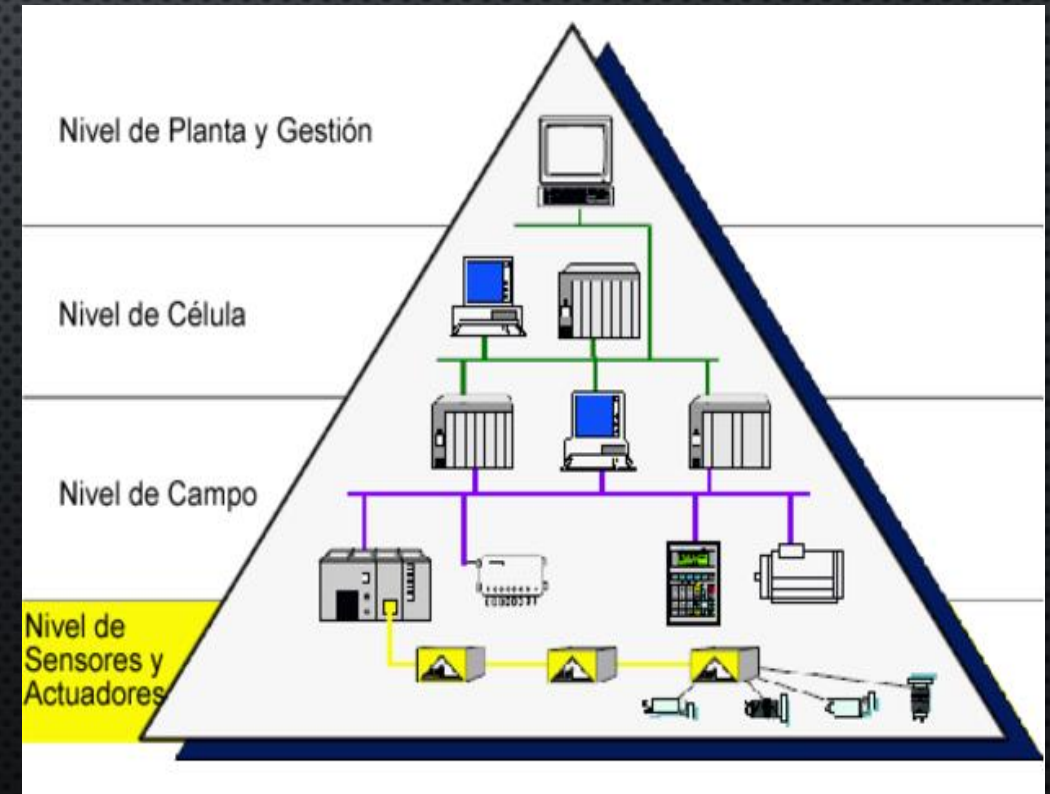 Nivel de Planta y Gestión
Nivel de Célula
Nivel de Campo
Nivel de
Sensores y
Actuadores